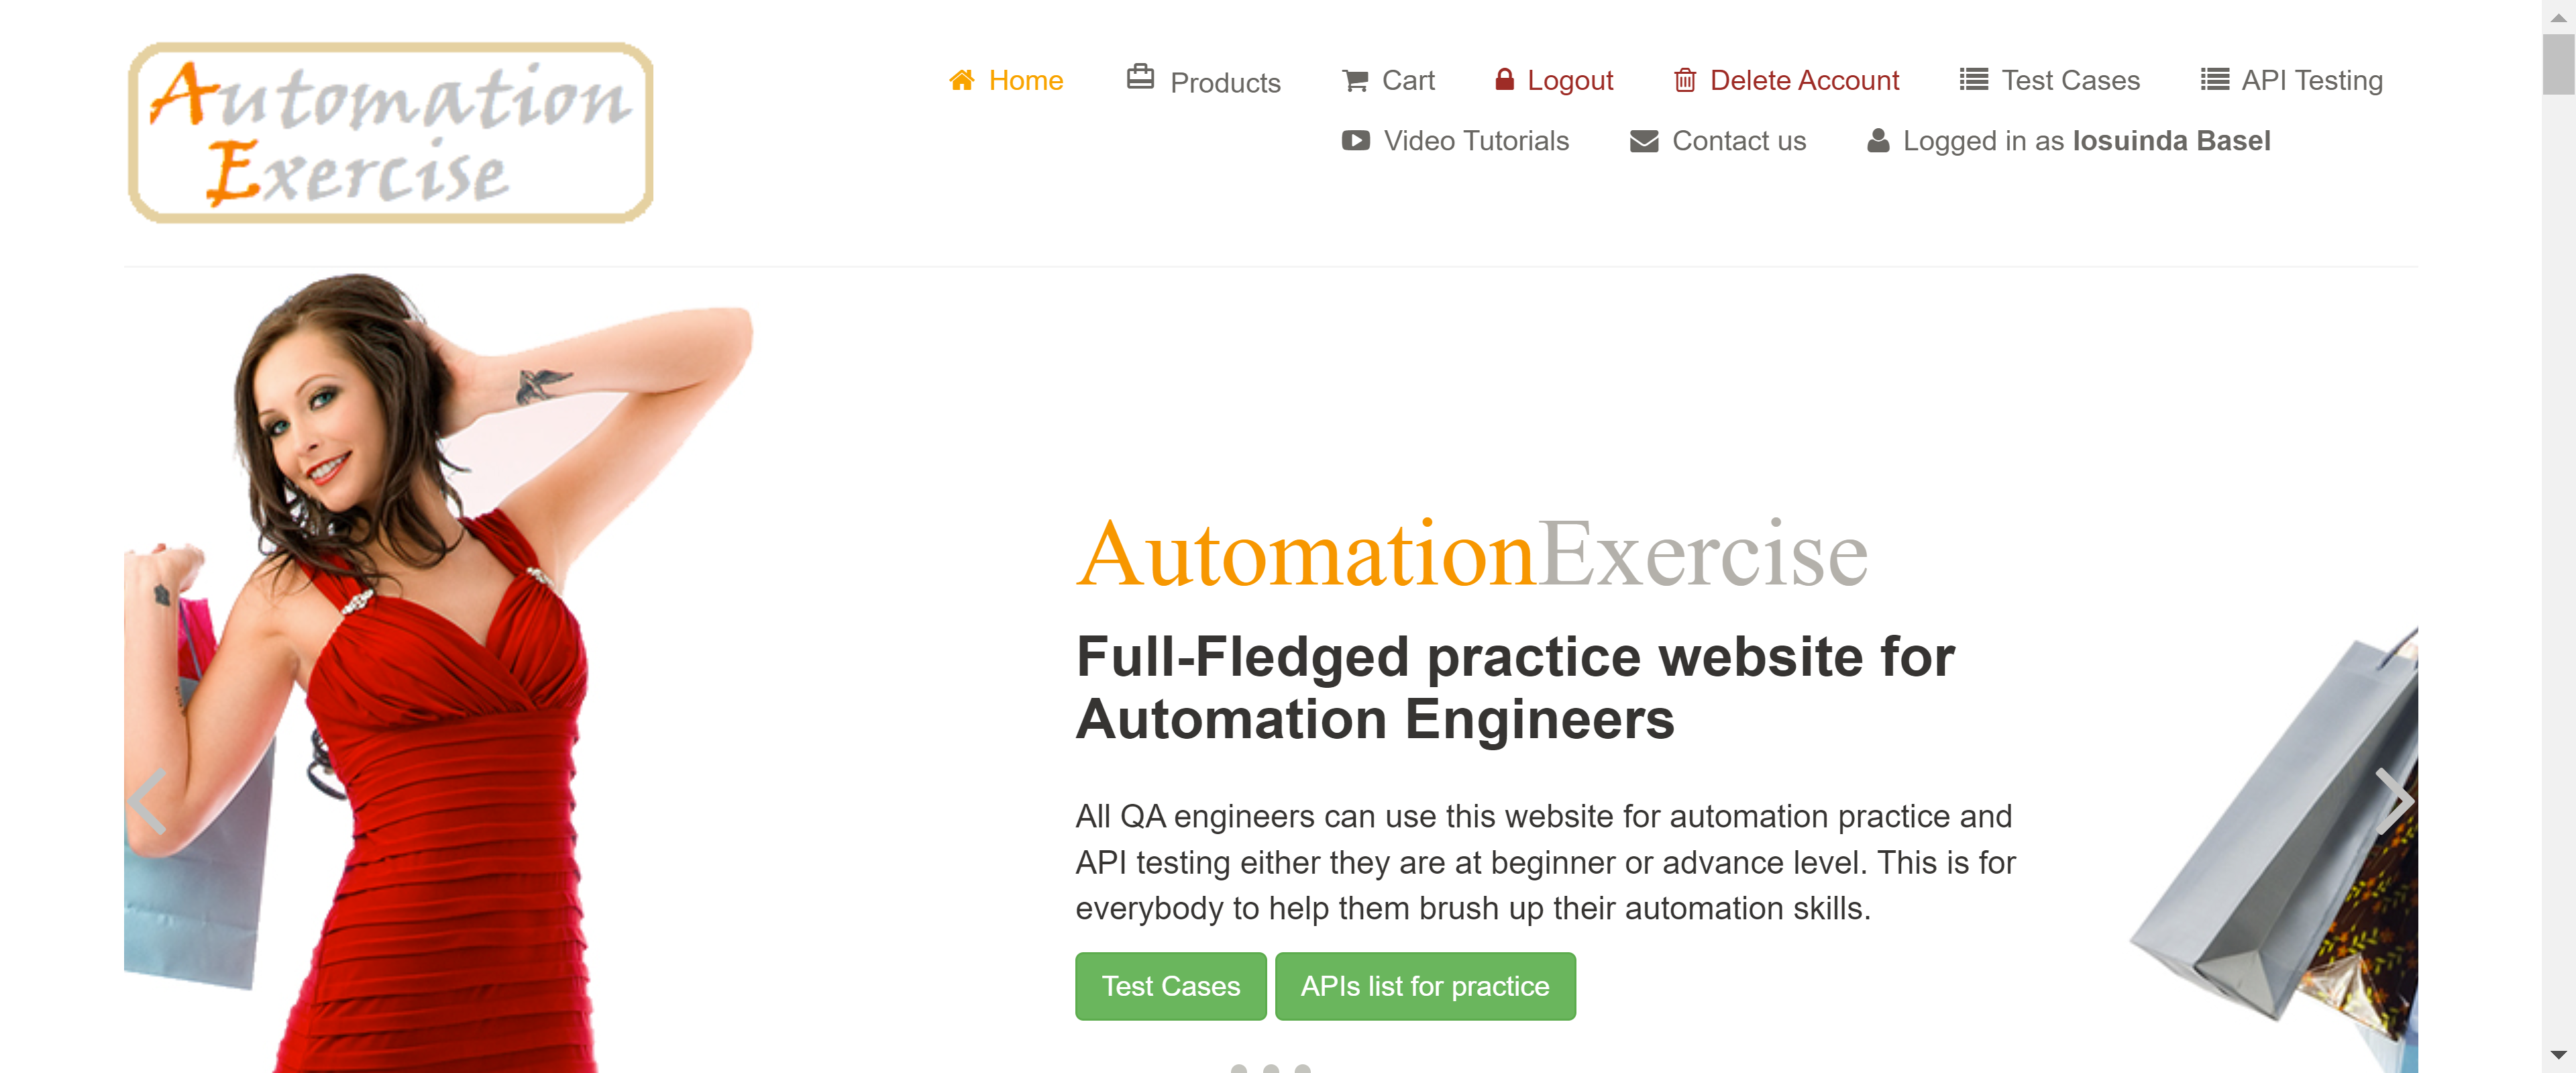 Automation
Exercise
Home Products Cart Logout Delete Account Test Cases API Testing
Video Tutorials Contact us Logged in as Iosuinda Basel
AutomationExercise
Full-Fledged practice website for
Automation Engineers
All QA engineers can use this website for automation practice and
API testing either they are at beginner or advance level. This is for
everybody to help them brush up their automation skills.
Test Cases APIs list for practice